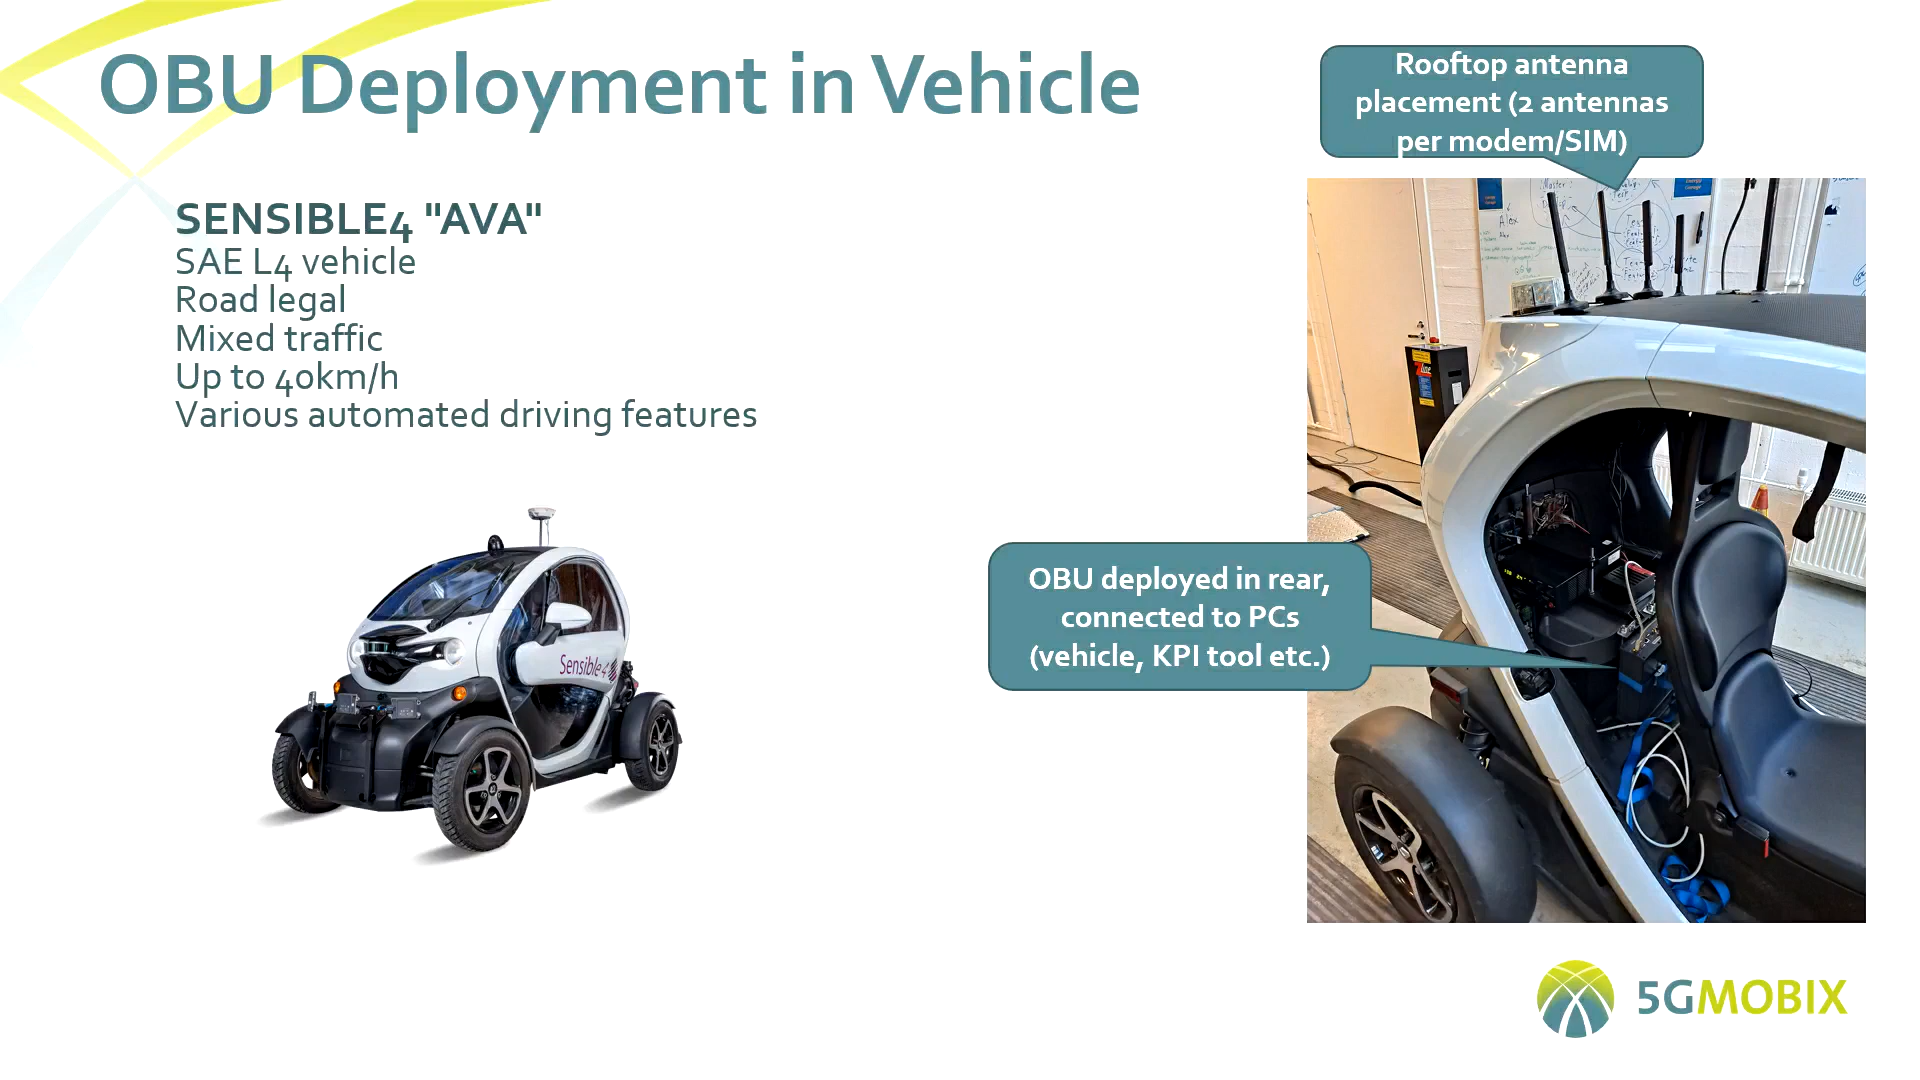 OBU Deployment in Vehicle
Rooftop antenna
placement (2 antennas
per modem/SIM)
SENSIBLE4 "AVA"
SAE L4 vehicle
Road legal
Mixed traffic
Up to 40km/h
Various automated driving features
OBU deployed in rear,
connected to PCs
(vehicle, KPI tool etc.)
Sensible 4
5GMOBIX